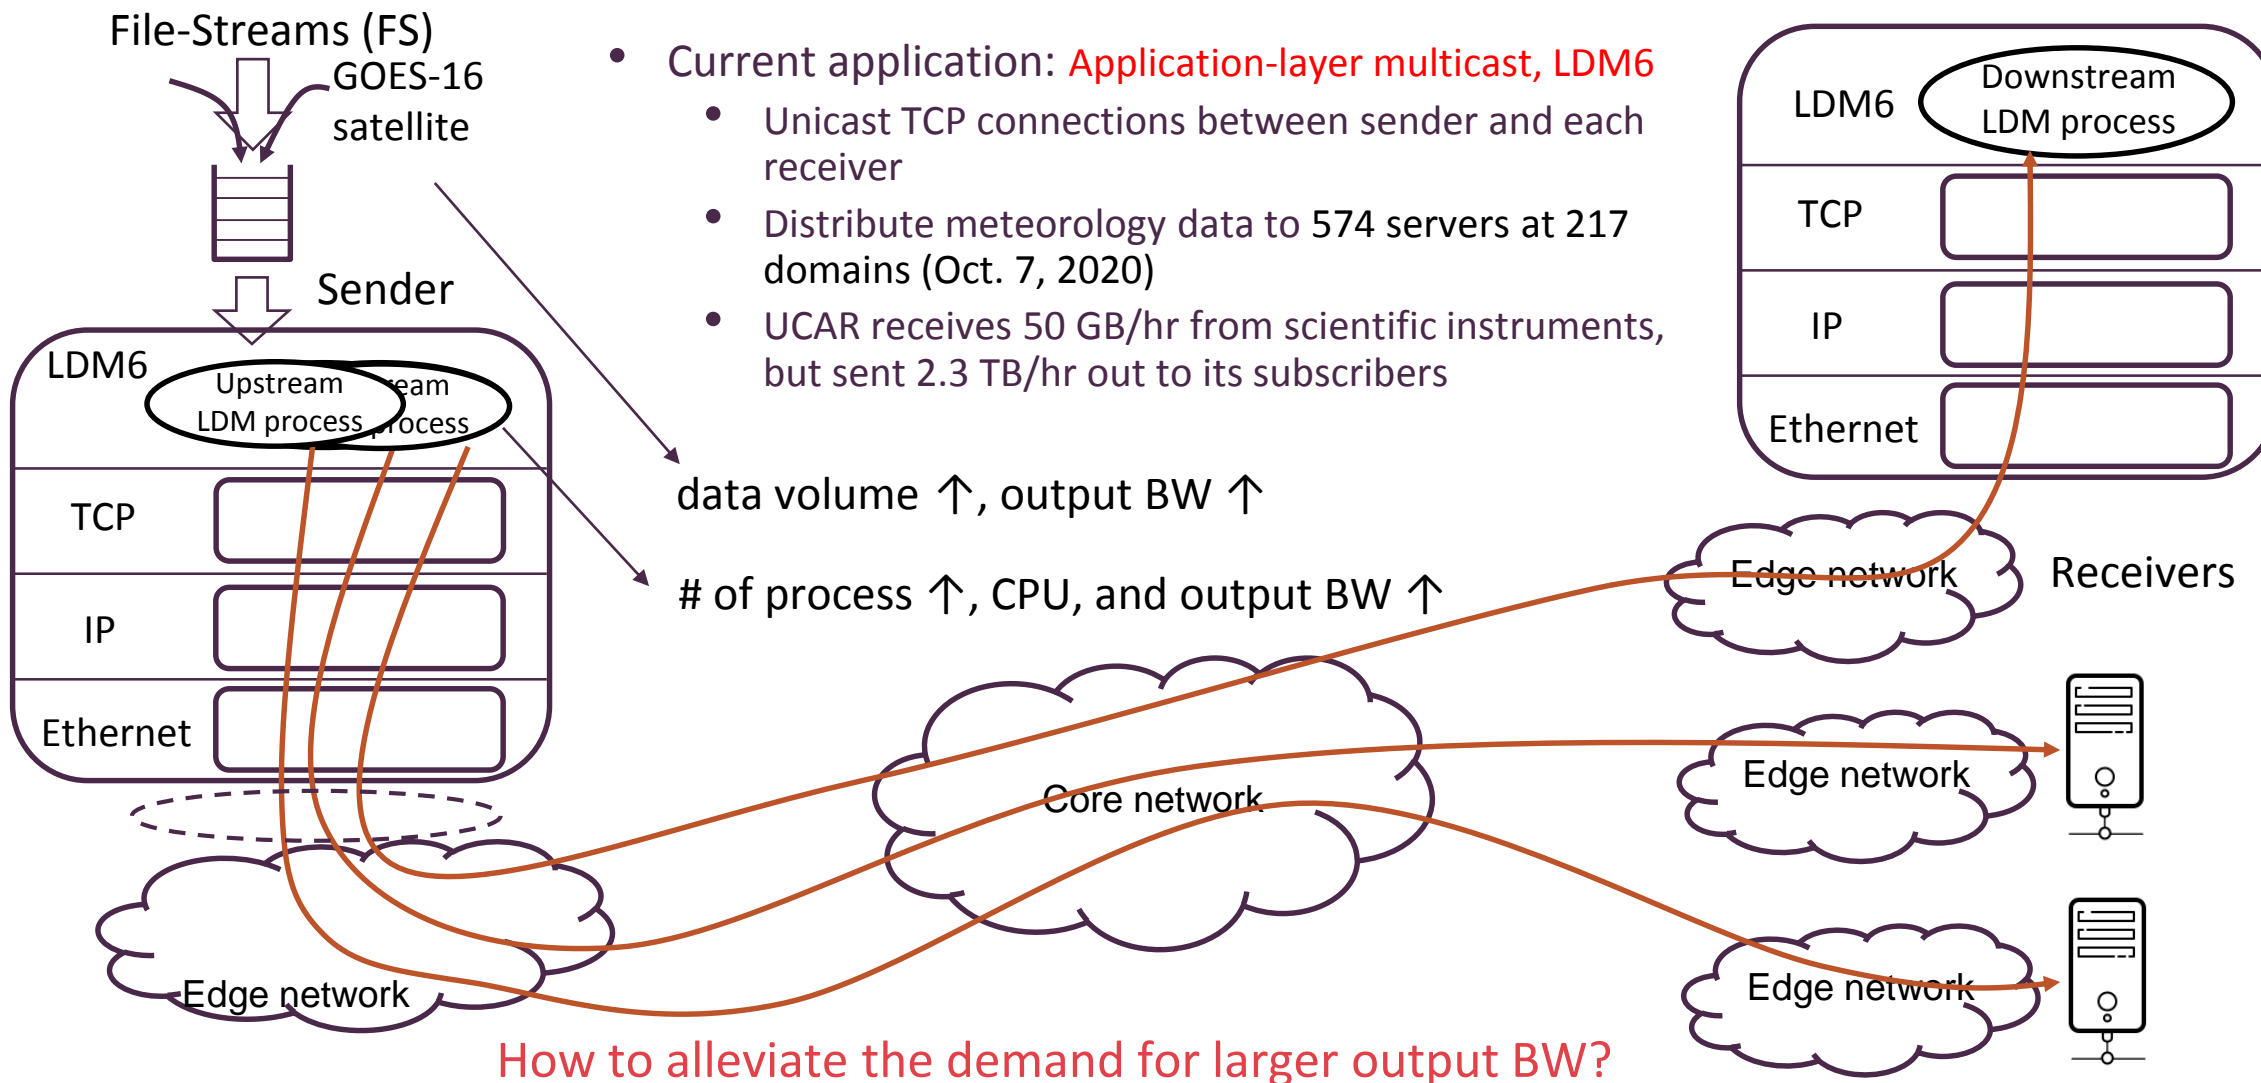 File-Streams (FS)
GOES-16
satellite
Sender
LDM6
Upstream
LDM process
eam
process
TCP
IP
Ethernet
Edge network
• Current application: Application-layer multicast, LDM6
• Unicast TCP connections between sender and each
receiver
• Distribute meteorology data to 574 servers at 217
domains (Oct. 7, 2020)
• UCAR receives 50 GB/hr from scientific instruments,
but sent 2.3 TB/hr out to its subscribers
data volume ↑, output BW ↑
# of process ↑, CPU, and output BW ↑
Core network
LDM6
Downstream
LDM process
TCP
IP
Ethernet
Edge network
Receivers
Edge network
Edge network
How to alleviate the demand for larger output BW?